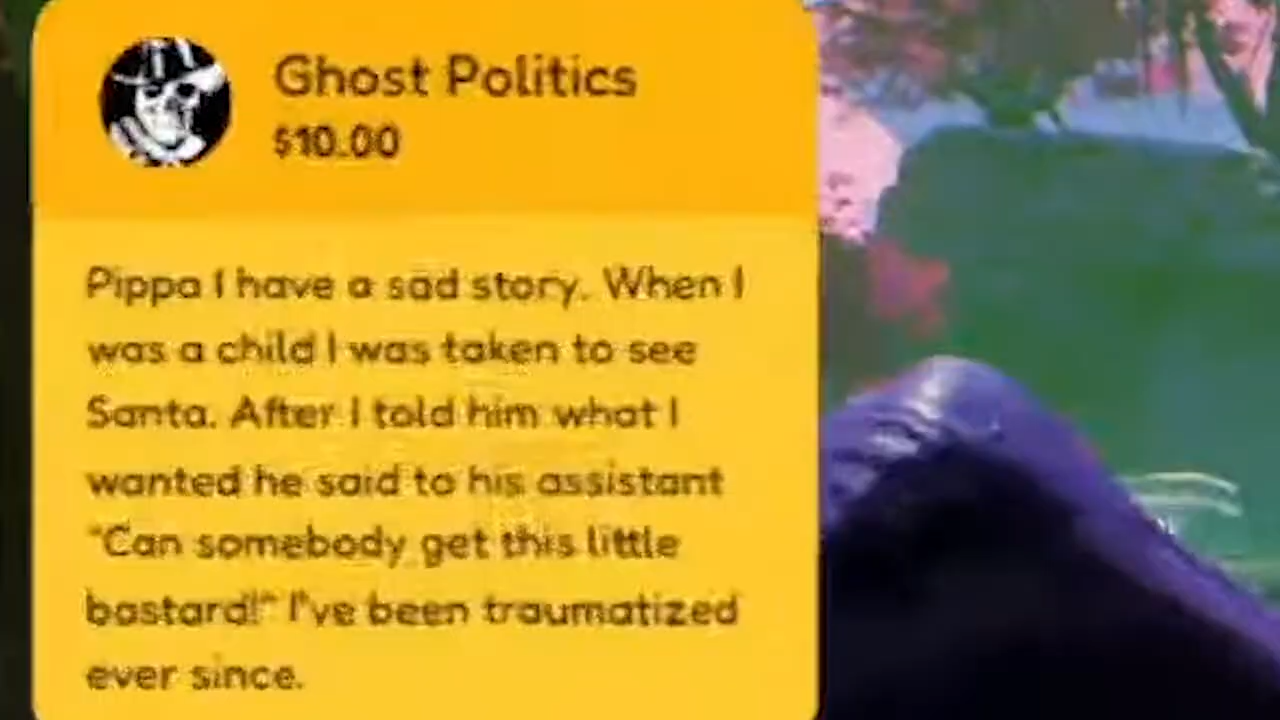 Ghost Politics
$10.00
Pippa I have a sad story. When I
was a child I was taken to see
Santa. After I told him what I
wanted he said to his assistant
"Can somebody get this little
bastard!" I've been traumatized
ever since.